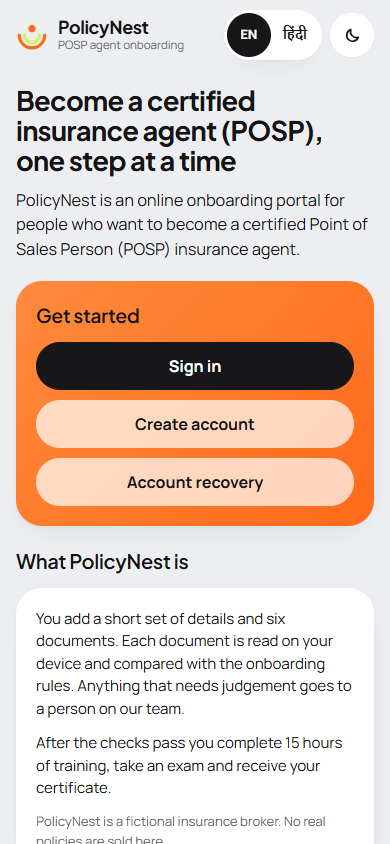 PolicyNest
POSP agent onboarding
EN
हिंदी
Become a certified
insurance agent (POSP),
one step at a time
PolicyNest is an online onboarding portal for
people who want to become a certified Point of
Sales Person (POSP) insurance agent.
Get started
Sign in
Create account
Account recovery
What PolicyNest is
You add a short set of details and six
documents. Each document is read on your
device and compared with the onboarding
rules. Anything that needs judgement goes to
a person on our team.
After the checks pass you complete 15 hours
of training, take an exam and receive your
certificate.
PolicyNest is a fictional insurance broker. No real
policies are sold here.